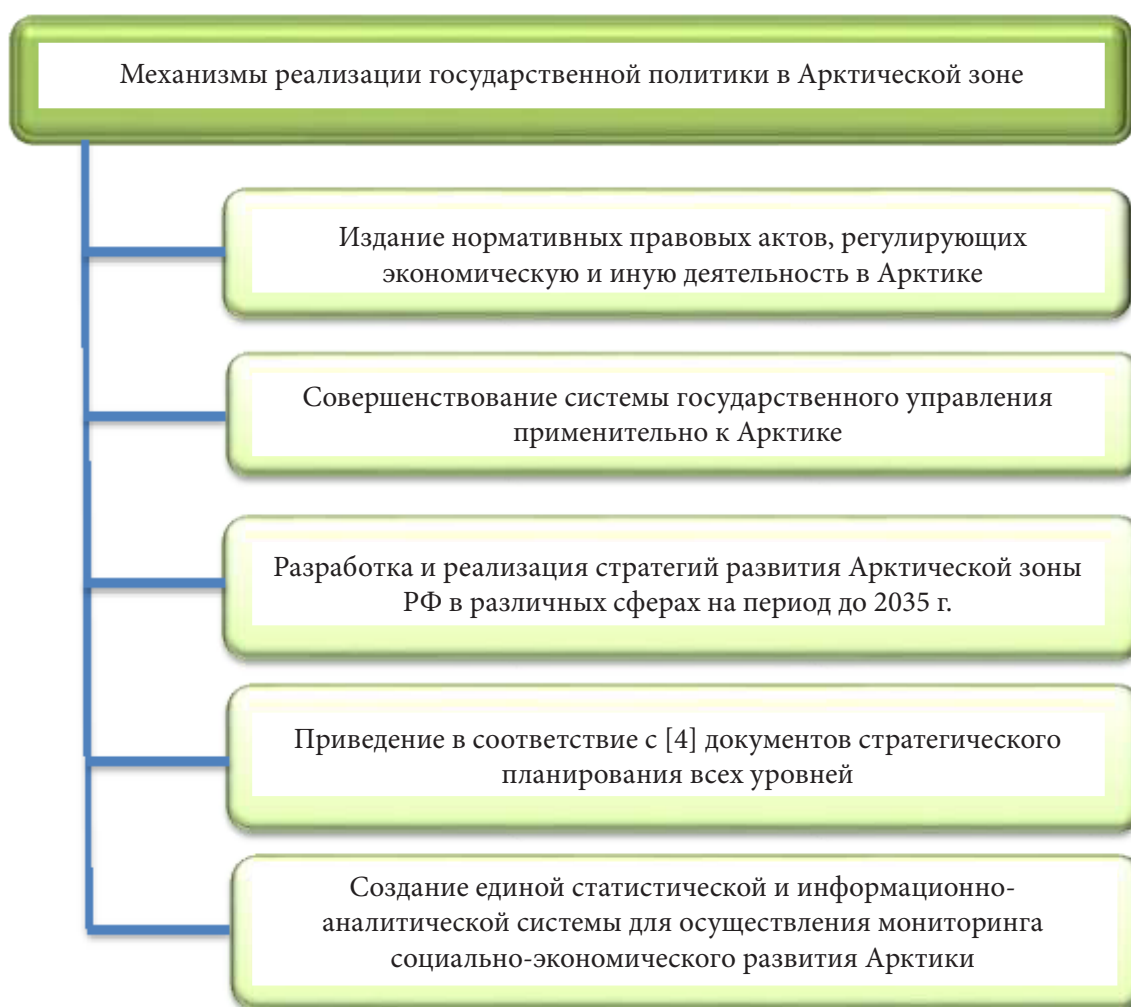 Механизмы реализации государственной политики в Арктической зоне
Издание нормативных правовых актов, регулирующих
экономическую и иную деятельность в Арктике
Совершенствование системы государственного управления
применительно к Арктике
Разработка и реализация стратегий развития Арктической зоны
РФ в различных сферах на период до 2035 г.
Приведение в соответствие с [4] документов стратегического
планирования всех уровней
Создание единой статистической и информационно-
аналитической системы для осуществления мониторинга
социально-экономического развития Арктики